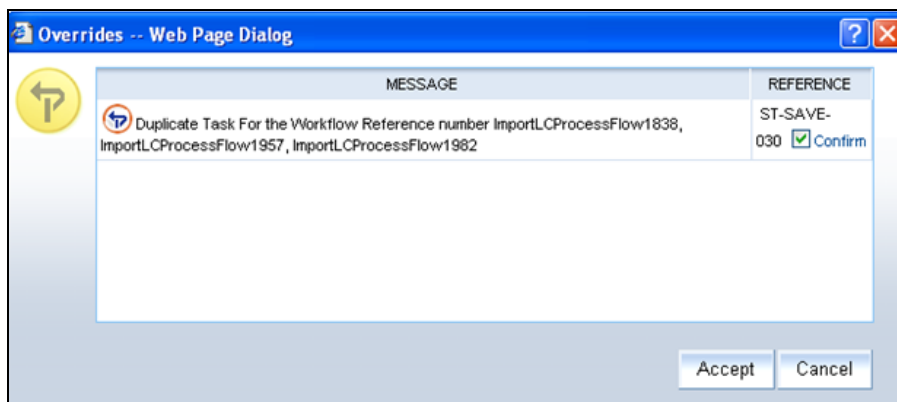 Overrides -- Web Page Dialog
MESSAGE
REFERENCE
Duplicate Task For the Workflow Reference number ImportLCProcessFlow1838,
ImportLCProcessFlow1957, ImportLCProcessFlow1982
ST-SAVE-
030 Confirm
Accept
Cancel